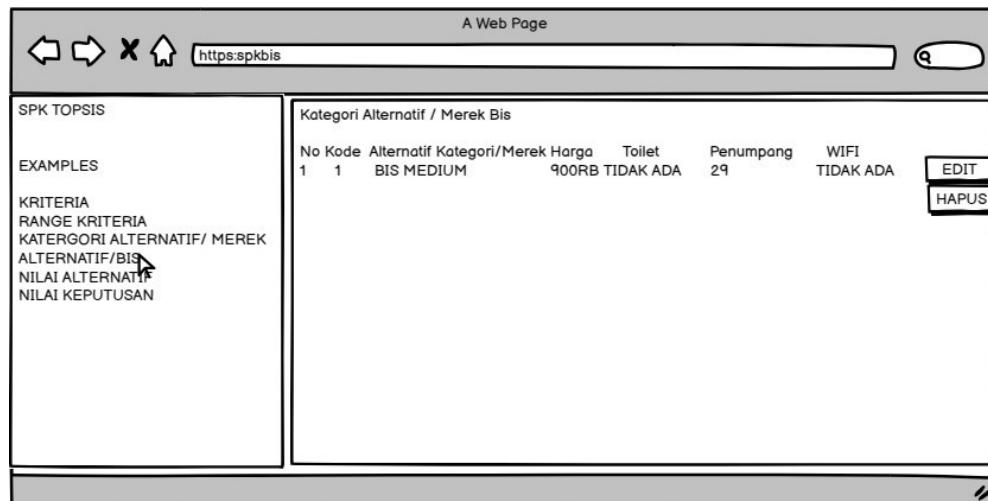 A Web Page
https:spkbis
SPK TOPSIS
EXAMPLES
KRITERIA
RANGE KRITERIA
KATERGORI ALTERNATIF/ MEREK
ALTERNATIF/BIS
NILAI ALTERNATIF
NILAI KEPUTUSAN
Kategori Alternatif / Merek Bis
No Kode Alternatif Kategori/Merek Harga Toilet Penumpang WIFI
1 1 BIS MEDIUM 900RB TIDAK ADA 29 TIDAK ADA EDIT
HAPUS